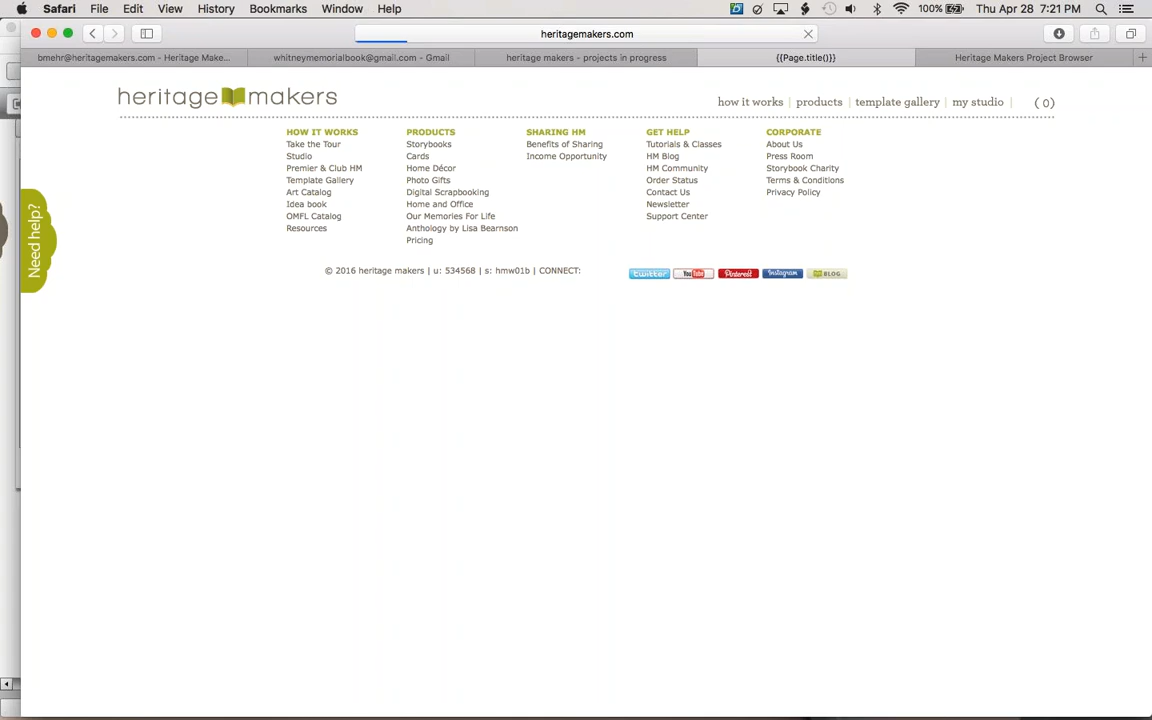 Safari File Edit View History Bookmarks Window Help 100% Thu Apr 28 7:21 PM
heritagemakers.com
bmehr@heritagemakers.com - Heritage Make... whitneymemorialbook@gmail.com - Gmail heritage makers - projects in progress {{Page.title()}} Heritage Makers Project Browser
heritage makers how it works | products | template gallery | my studio | ( 0)
HOW IT WORKS PRODUCTS SHARING HM GET HELP CORPORATE
Take the Tour Storybooks Benefits of Sharing Tutorials & Classes About Us
Studio Cards Income Opportunity HM Blog Press Room
Premier & Club HM Home Décor HM Community Storybook Charity
Template Gallery Photo Gifts Order Status Terms & Conditions
Art Catalog Digital Scrapbooking Contact Us Privacy Policy
Idea book Home and Office Newsletter
OMFL Catalog Our Memories For Life Support Center
Resources Anthology by Lisa Bearnson
Pricing
Need help?
© 2016 heritage makers | u: 534568 | s: hmw01b | CONNECT: twitter YouTube Pinterest Instagram BLOG